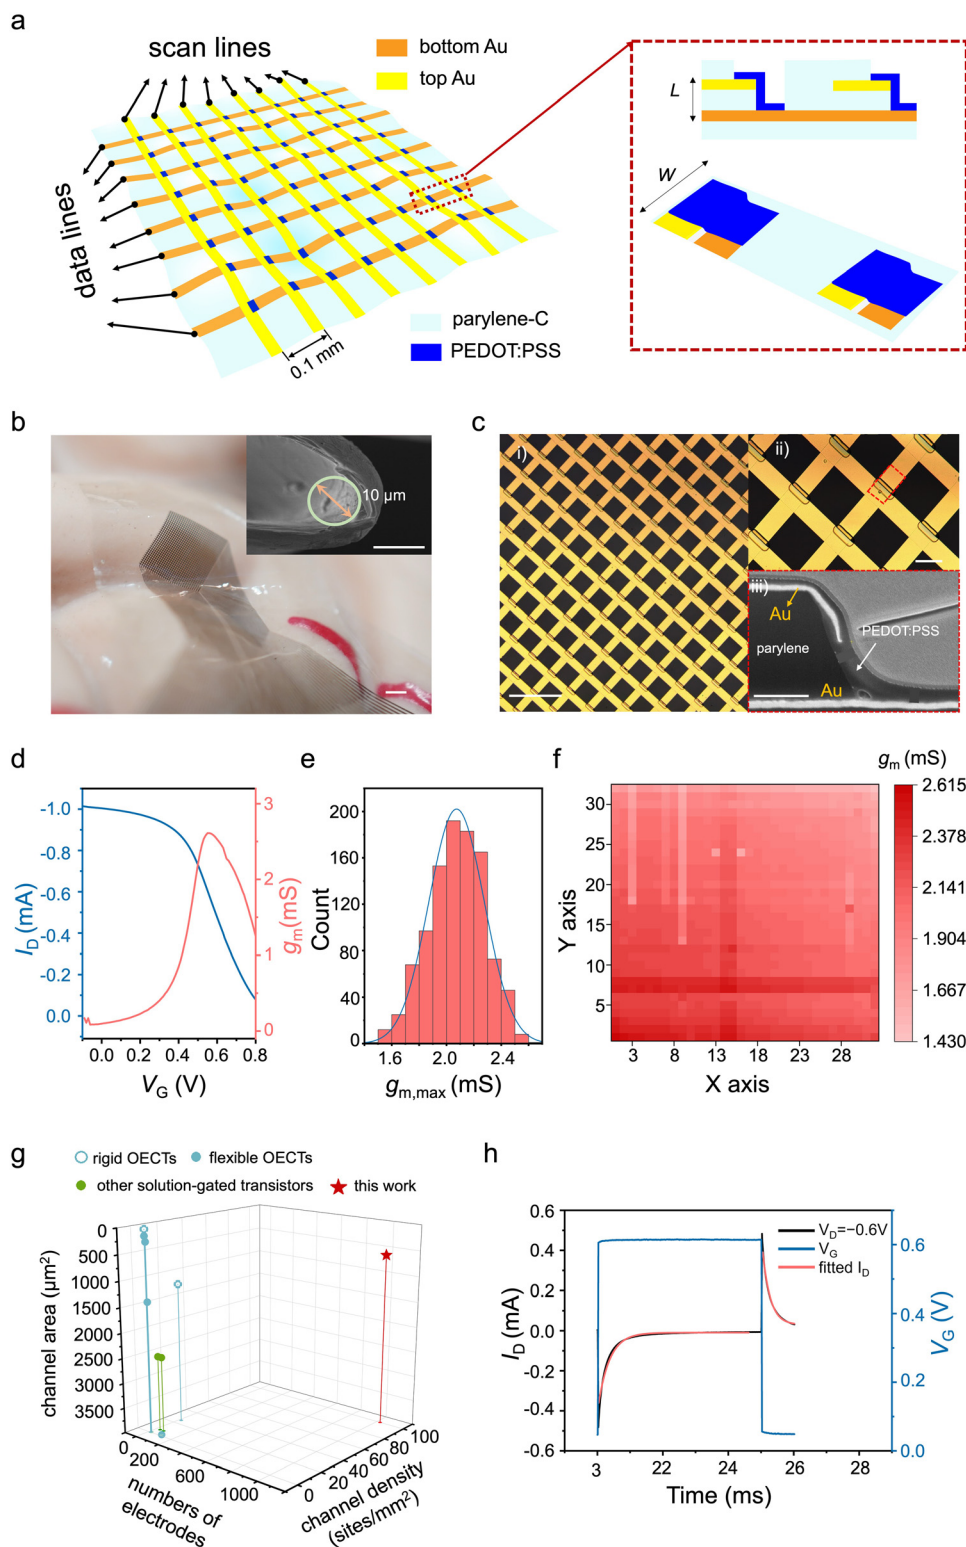 a
scan lines
bottom Au
top Au
data lines
0.1 mm
parylene-C
PEDOT:PSS
L
W
b
10 μm
c
i)
ii)
iii)
Au
PEDOT:PSS
parylene
Au
d
-1.0
-0.8
-0.6
-0.4
-0.2
0.0
I_D (mA)
3
2
1
0
g_m(mS)
0.0 0.2 0.4 0.6 0.8
V_G (V)
e
200
160
120
80
40
0
Count
1.6 2.0 2.4
g_m,max (mS)
f
g_m (mS)
30
25
20
15
10
5
Y axis
3 8 13 18 23 28
X axis
2.615
2.378
2.141
1.904
1.667
1.430
g
rigid OECTs
flexible OECTs
other solution-gated transistors
this work
0
500
1000
1500
2000
2500
3000
3500
channel area (μm²)
0 200 600 1000
numbers of
electrodes
0 20 40 60 80 100
channel density
(sites/mm²)
h
V_D=−0.6V
V_G
fitted I_D
0.6
0.4
0.2
0.0
-0.2
-0.4
-0.6
I_D (mA)
0.6
0.4
0.2
0.0
V_G (V)
3 22 24 26 28
Time (ms)